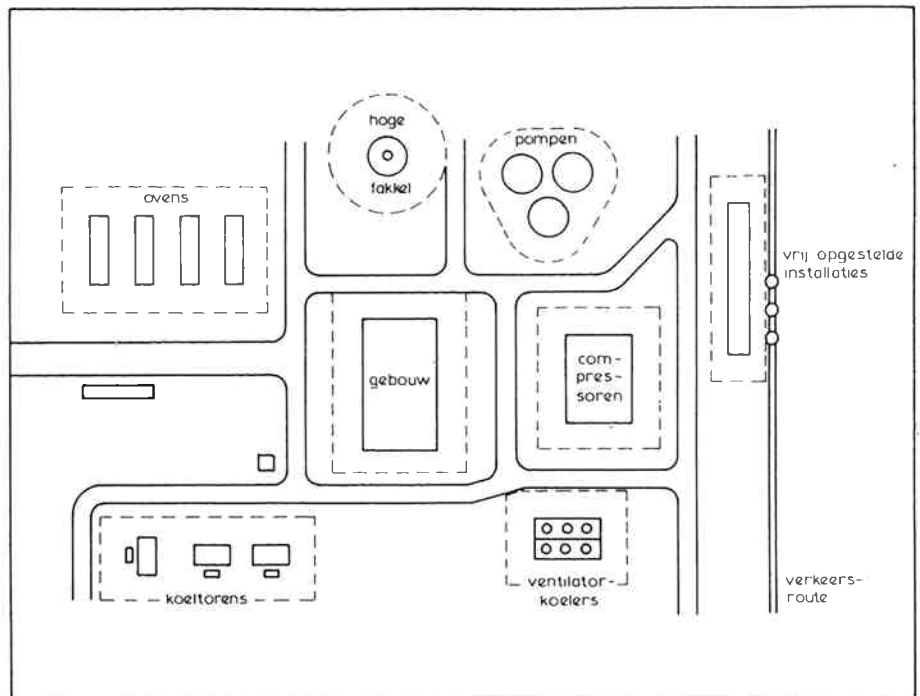 hoge
fakkel
pompen
ovens
vrij opgestelde
installaties
gebouw
com-
pres-
soren
koeltorens
ventilator-
koelers
verkeers-
route